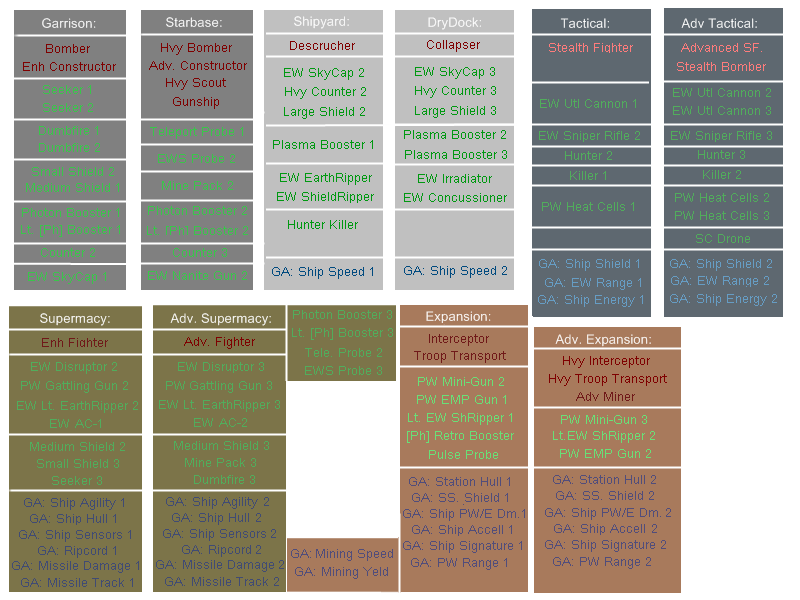 Garrison:
Bomber
Enh Constructor
Seeker 1
Seeker 2
Dumbfire 1
Dumbfire 2
Small Shield 2
Medium Shield 1
Photon Booster 1
Lt. [Ph] Booster 1
Counter 2
EW SkyCap 1
Starbase:
Hvy Bomber
Adv. Constructor
Hvy Scout
Gunship
Teleport Probe 1
EWS Probe 2
Mine Pack 2
Photon Booster 2
Lt. [Ph] Booster 2
Counter 3
EW Nanite Gun 2
Shipyard:
Descrucher
EW SkyCap 2
Hvy Counter 2
Large Shield 2
Plasma Booster 1
EW EarthRipper
EW ShieldRipper
Hunter Killer
GA: Ship Speed 1
DryDock:
Collapser
EW SkyCap 3
Hvy Counter 3
Large Shield 3
Plasma Booster 2
Plasma Booster 3
EW Irradiator
EW Concussioner
GA: Ship Speed 2
Tactical:
Stealth Fighter
EW Utl Cannon 1
EW Sniper Rifle 2
Hunter 2
Killer 1
PW Heat Cells 1
GA: Ship Shield 1
GA: EW Range 1
GA: Ship Energy 1
Adv Tactical:
Advanced SF.
Stealth Bomber
EW Utl Cannon 2
EW Utl Cannon 3
EW Sniper Rifle 3
Hunter 3
Killer 2
PW Heat Cells 2
PW Heat Cells 3
SC Drone
GA: Ship Shield 2
GA: EW Range 2
GA: Ship Energy 2
Supermacy:
Enh Fighter
EW Disruptor 2
PW Gattling Gun 2
EW Lt. EarthRipper 2
EW AC-1
Medium Shield 2
Small Shield 3
Seeker 3
GA: Ship Agility 1
GA: Ship Hull 1
GA: Ship Sensors 1
GA: Ripcord 1
GA: Missile Damage 1
GA: Missile Track 1
Adv. Supermacy:
Adv. Fighter
EW Disruptor 3
PW Gattling Gun 3
EW Lt. EarthRipper 3
EW AC-2
Medium Shield 3
Mine Pack 3
Dumbfire 3
GA: Ship Agility 2
GA: Ship Hull 2
GA: Ship Sensors 2
GA: Ripcord 2
GA: Missile Damage 2
GA: Missile Track 2
Photon Booster 3
Lt. [Ph] Booster 3
Tele. Probe 2
EWS Probe 3
GA: Mining Speed
GA: Mining Yeld
Expansion:
Interceptor
Troop Transport
PW Mini-Gun 2
PW EMP Gun 1
Lt. EW ShRipper 1
[Ph] Retro Booster
Pulse Probe
GA: Station Hull 1
GA: SS. Shield 1
GA: Ship PW/E Dm.1
GA: Ship Accell 1
GA: Ship Signature 1
GA: PW Range 1
Adv. Expansion:
Hvy Interceptor
Hvy Troop Transport
Adv Miner
PW Mini-Gun 3
Lt.EW ShRipper 2
PW EMP Gun 2
GA: Station Hull 2
GA: SS. Shield 2
GA: Ship PW/E Dm. 2
GA: Ship Accell 2
GA: Ship Signature 2
GA: PW Range 2